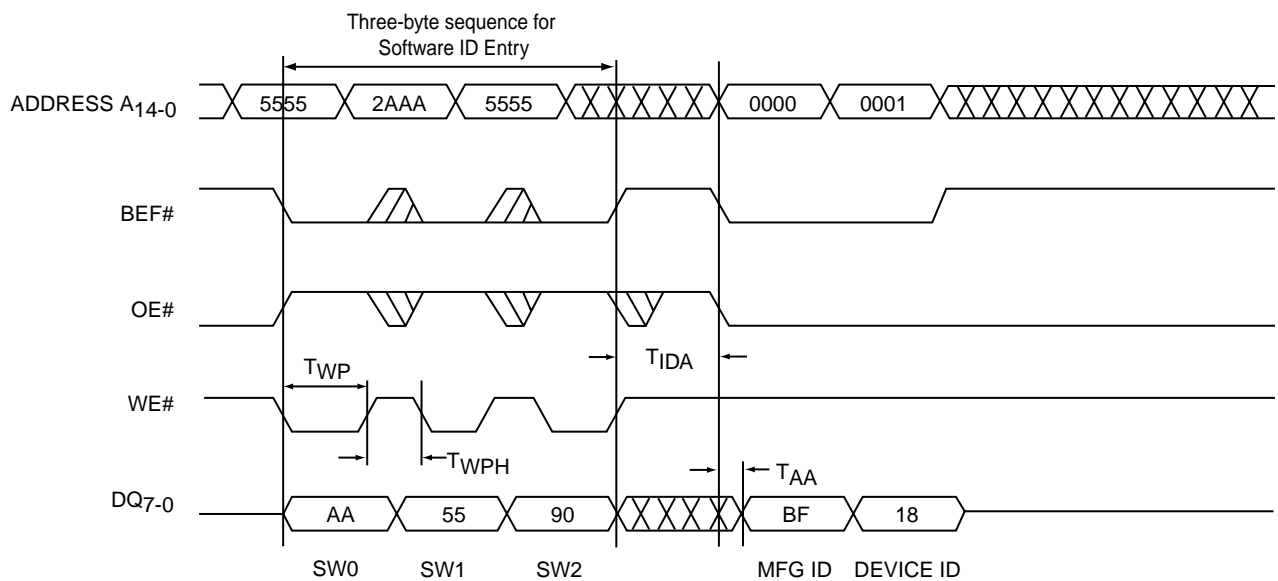 Three-byte sequence for
Software ID Entry
ADDRESS A14-0 5555 2AAA 5555 0000 0001
BEF#
OE#
TWP TIDA
WE#
TWPH TAA
DQ7-0 AA 55 90 BF 18
SW0 SW1 SW2 MFG ID DEVICE ID